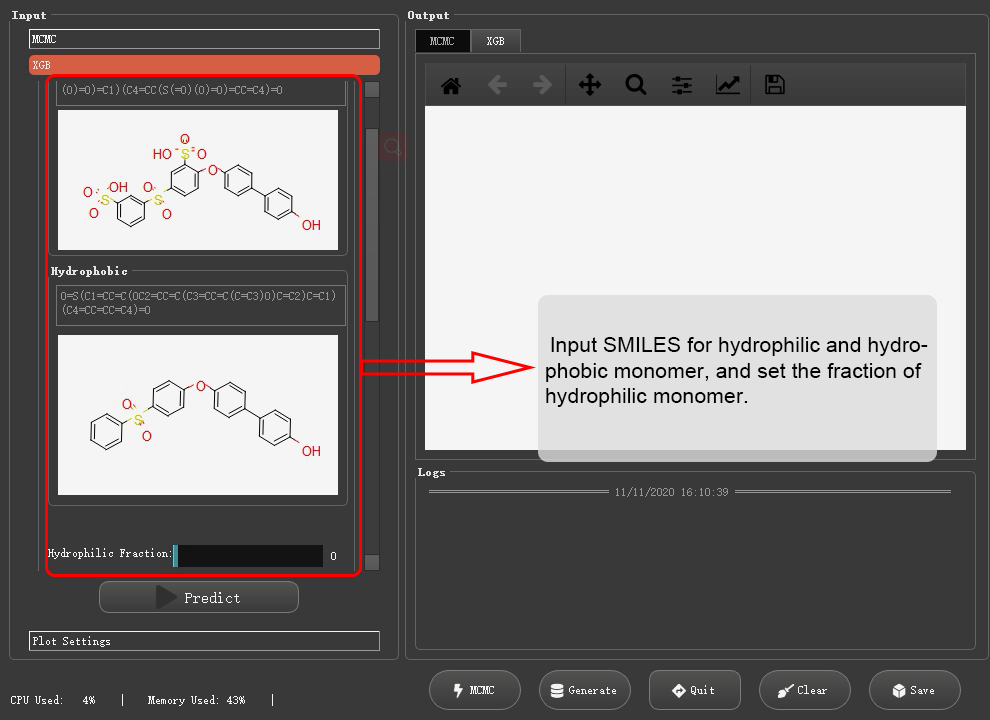 Input
MCMC
XGB
(O)=O)=C1)(C4=CC(S(=O)(O)=O)=CC=C4)=O
O
HO
S
O
O
OH
O
O
S
O
S
O
O
OH
Hydrophobic
O=S(C1=CC=C(OC2=CC=C(C3=CC=C(C=C3)O)C=C2)C=C1)
(C4=CC=CC=C4)=O
O
O
S
O
OH
Hydrophilic Fraction:
0
Predict
Plot Settings
CPU Used: 4% | Memory Used: 43% |
Output
MCMC
XGB
Input SMILES for hydrophilic and hydro-
phobic monomer, and set the fraction of
hydrophilic monomer.
Logs
11/11/2020 16:10:39
MCMC
Generate
Quit
Clear
Save